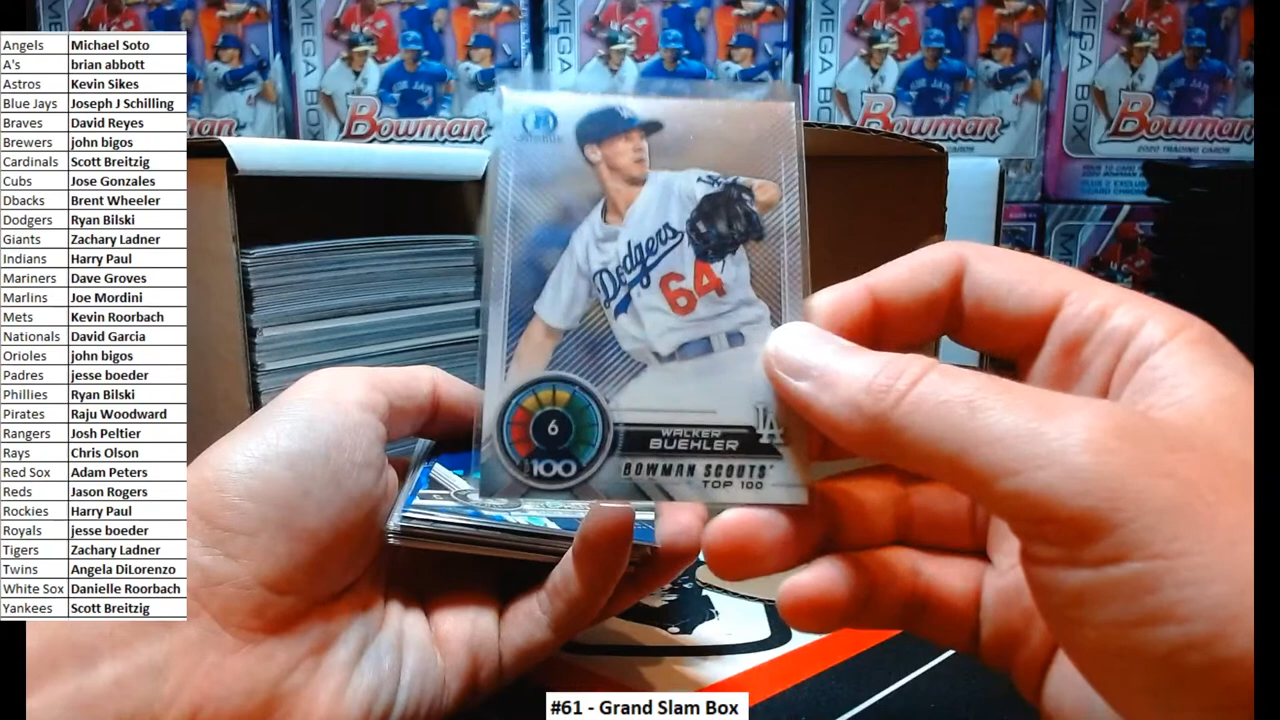 Angels Michael Soto
A's brian abbott
Astros Kevin Sikes
Blue Jays Joseph J Schilling
Braves David Reyes
Brewers john bigos
Cardinals Scott Breitzig
Cubs Jose Gonzales
Dbacks Brent Wheeler
Dodgers Ryan Bilski
Giants Zachary Ladner
Indians Harry Paul
Mariners Dave Groves
Marlins Joe Mordini
Mets Kevin Roorbach
Nationals David Garcia
Orioles john bigos
Padres jesse boeder
Phillies Ryan Bilski
Pirates Raju Woodward
Rangers Josh Peltier
Rays Chris Olson
Red Sox Adam Peters
Reds Jason Rogers
Rockies Harry Paul
Royals jesse boeder
Tigers Zachary Ladner
Twins Angela DiLorenzo
White Sox Danielle Roorbach
Yankees Scott Breitzig
MEGA BOX
MEGA BOX
MEGA BOX
MEGA BOX
Bowman
Bowman
Bowman
2020 TRADING CARDS
LA
Dodgers
64
6
100
WALKER
BUEHLER
LA
BOWMAN SCOUTS'
TOP 100
#61 - Grand Slam Box